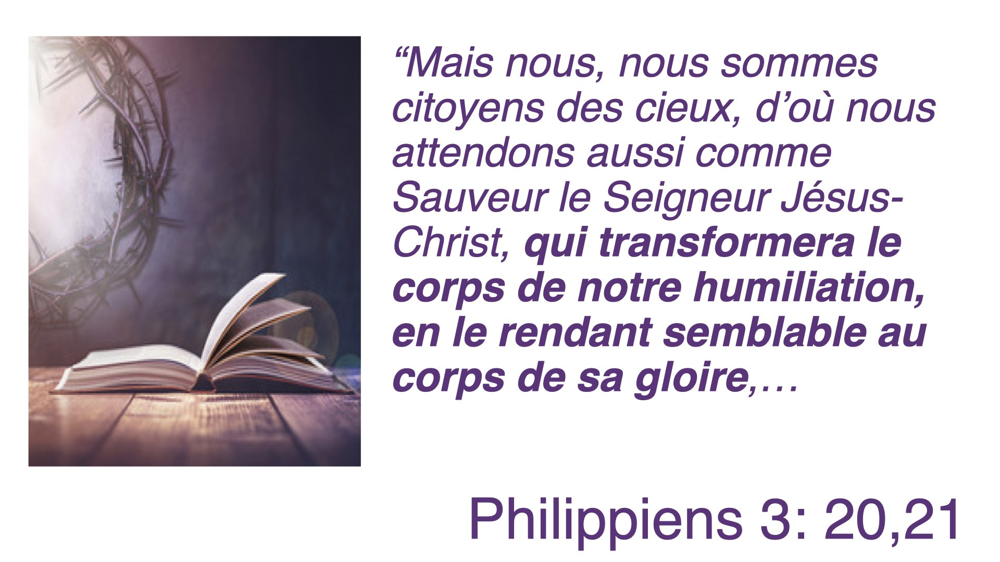 “Mais nous, nous sommes
citoyens des cieux, d’où nous
attendons aussi comme
Sauveur le Seigneur Jésus-
Christ, qui transformera le
corps de notre humiliation,
en le rendant semblable au
corps de sa gloire,…
Philippiens 3: 20,21